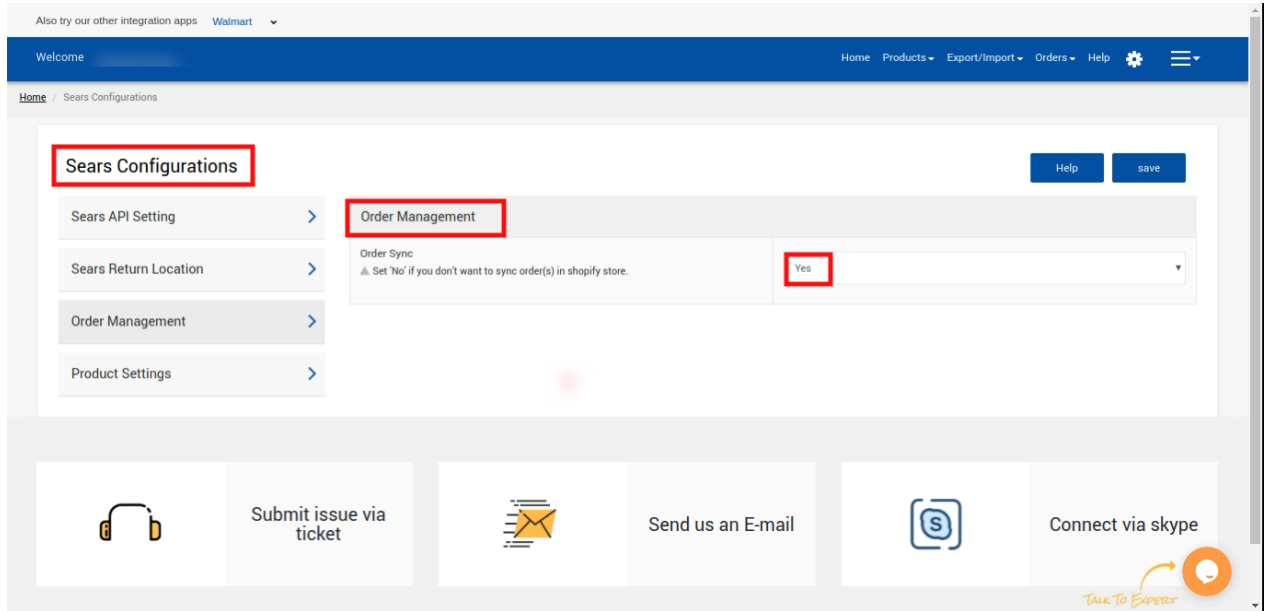 Also try our other integration apps Walmart
Welcome
Home Products Export/Import Orders Help
Home / Sears Configurations
Sears Configurations
Help save
Sears API Setting
Sears Return Location
Order Management
Product Settings
Order Management
Order Sync
Set 'No' if you don't want to sync order(s) in shopify store.
Yes
Submit issue via
ticket
Send us an E-mail
S
Connect via skype
Talk To Expert